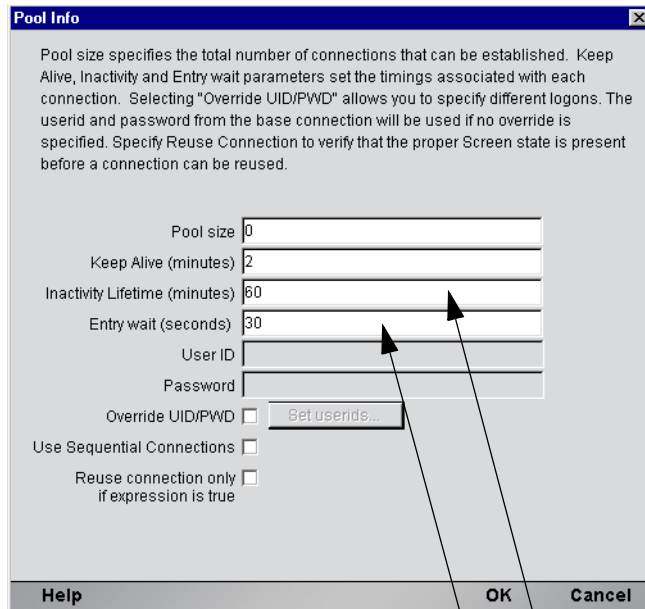 Pool Info
Pool size specifies the total number of connections that can be established.  Keep
Alive, Inactivity and Entry wait parameters set the timings associated with each
connection.  Selecting "Override UID/PWD" allows you to specify different logons. The
userid and password from the base connection will be used if no override is
specified. Specify Reuse Connection to verify that the proper Screen state is present
before a connection can be reused.
Pool size 0
Keep Alive (minutes) 2
Inactivity Lifetime (minutes) 60
Entry wait (seconds) 30
User ID
Password
Override UID/PWD Set userids...
Use Sequential Connections
Reuse connection only
if expression is true
Help OK Cancel